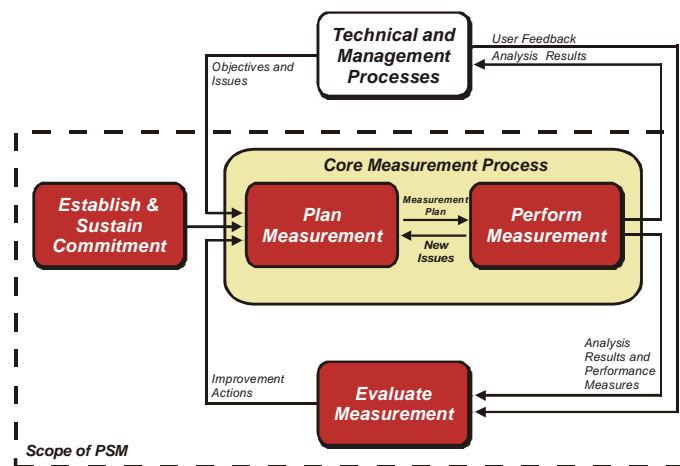 Technical and
Management
Processes
User Feedback
Analysis Results
Objectives and
Issues
Core Measurement Process
Establish &
Sustain
Commitment
Plan
Measurement
Measurement
Plan
New
Issues
Perform
Measurement
Analysis
Results and
Performance
Measures
Improvement
Actions
Evaluate
Measurement
Scope of PSM